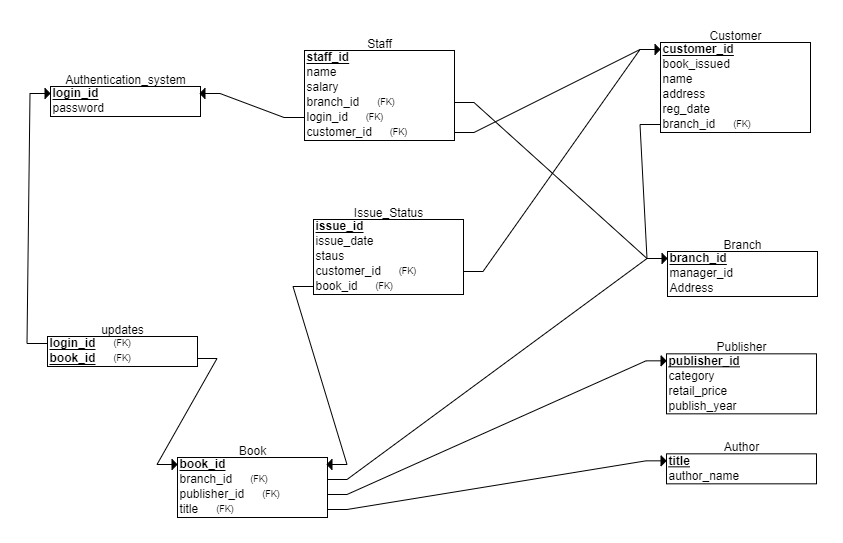 Staff
staff_id
name
salary
branch_id (FK)
login_id (FK)
customer_id (FK)
Customer
customer_id
book_issued
name
address
reg_date
branch_id (FK)
Authentication_system
login_id
password
Issue_Status
issue_id
issue_date
staus
customer_id (FK)
book_id (FK)
Branch
branch_id
manager_id
Address
updates
login_id (FK)
book_id (FK)
Publisher
publisher_id
category
retail_price
publish_year
Book
book_id
branch_id (FK)
publisher_id (FK)
title (FK)
Author
title
author_name